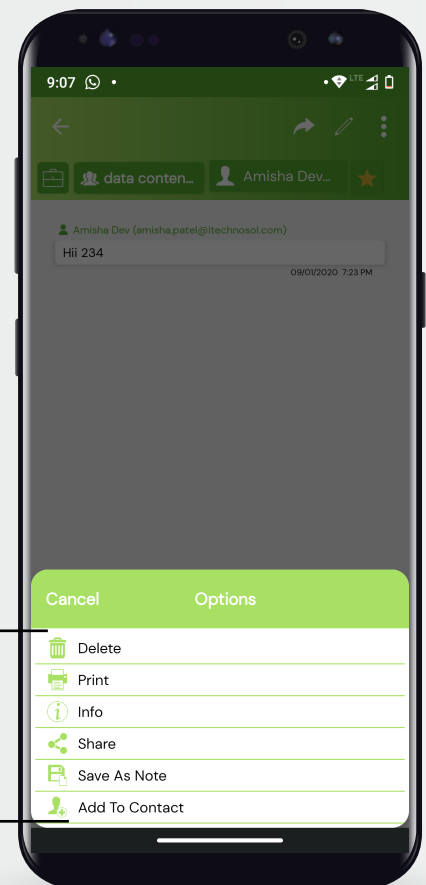 9:07
LTE
data conten...
Amisha Dev...
Amisha Dev (amisha.patel@itechnosol.com)
Hii 234
09/01/2020 7:23 PM
Cancel Options
Delete
Print
Info
Share
Save As Note
Add To Contact